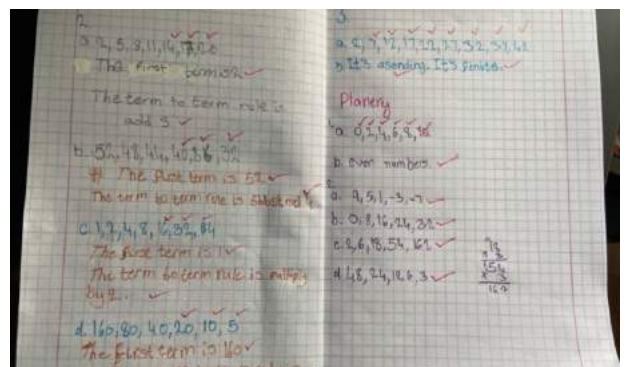 2.
a 2, 5, 8, 11, 14, 17, 20
The first term is 2
The term to term rule is
add 3
b. 52, 48, 44, 40, 36, 32
The first term is 52
The term to term rule is
c. 1, 2, 4, 8, 16, 32, 64
The first term is 1
The term to term rule is multiply
by 2.
d. 160, 80, 40, 20, 10, 5
The first term is 160
3.
a. 2, 7, 12, 17, 22, 27, 32, 37, 42
b. It's asending. It's finite.
Planery
a. 0, 2, 4, 6, 8, 10
b. even numbers.
2
a. 9, 5, 1, -3, -7
b. 0, 8, 16, 24, 32
c. 2, 6, 18, 54, 162
d. 48, 24, 12, 6, 3
162